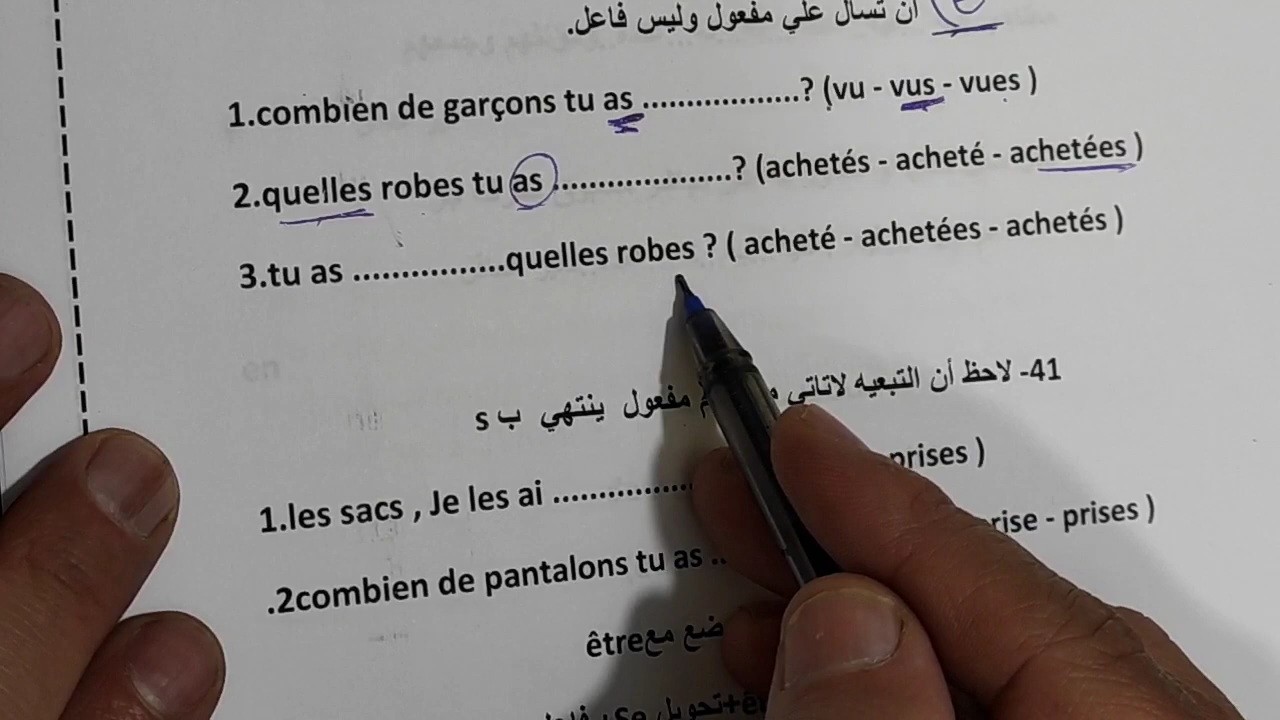 أن تسأل علي مفعول وليس فاعل.
1.combien de garçons tu as ..................? (vu - vus - vues )
2.quelles robes tu as ....................? (achetés - acheté - achetées )
3.tu as ................quelles robes ? ( acheté - achetées - achetés )
41- لاحظ أن التبعيه لاتاتي مفعول ينتهي ب s
1.les sacs , Je les ai ............... prises )
.2combien de pantalons tu as .. - prises )
ضع مع être